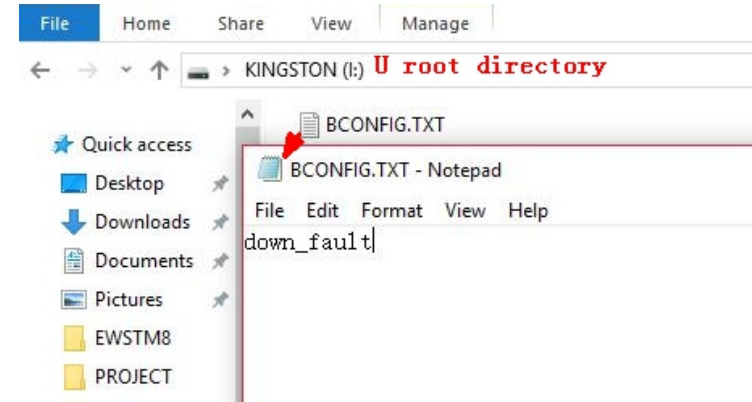 File Home Share View Manage
KINGSTON (I:) U root directory
BCONFIG.TXT
Quick access
BCONFIG.TXT - Notepad
Desktop
File Edit Format View Help
Downloads
down_fault
Documents
Pictures
EWSTM8
PROJECT